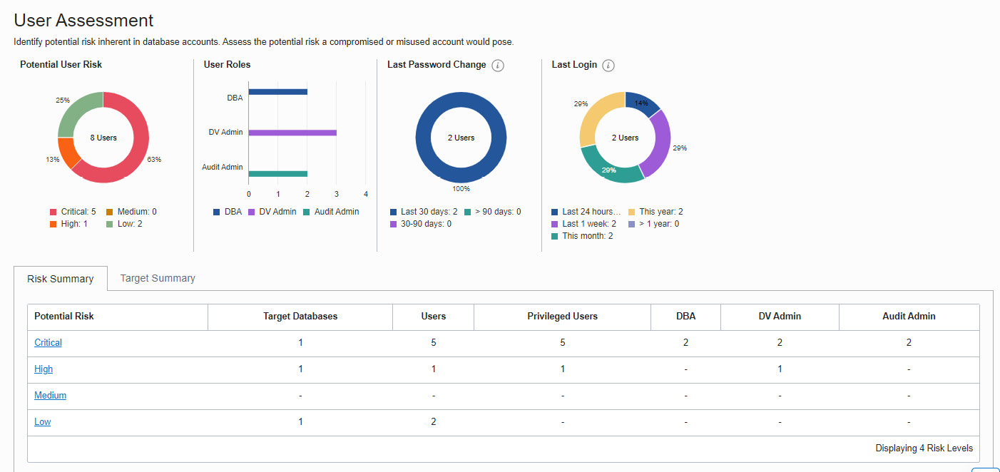 User Assessment
Identify potential risk inherent in database accounts. Assess the potential risk a compromised or misused account would pose.
Potential User Risk
25%
8 Users
13%
63%
Critical: 5 Medium: 0
High: 1 Low: 2
User Roles
DBA
DV Admin
Audit Admin
0 1 2 3 4
DBA DV Admin Audit Admin
Last Password Change i
2 Users
100%
Last 30 days: 2 > 90 days: 0
30-90 days: 0
Last Login i
29% 14%
2 Users
29%
29%
Last 24 hours... This year: 2
Last 1 week: 2 > 1 year: 0
This month: 2
Risk Summary Target Summary
Potential Risk Target Databases Users Privileged Users DBA DV Admin Audit Admin
Critical 1 5 5 2 2 2
High 1 1 1 - 1 -
Medium - - - - - -
Low 1 2 - - - -
Displaying 4 Risk Levels